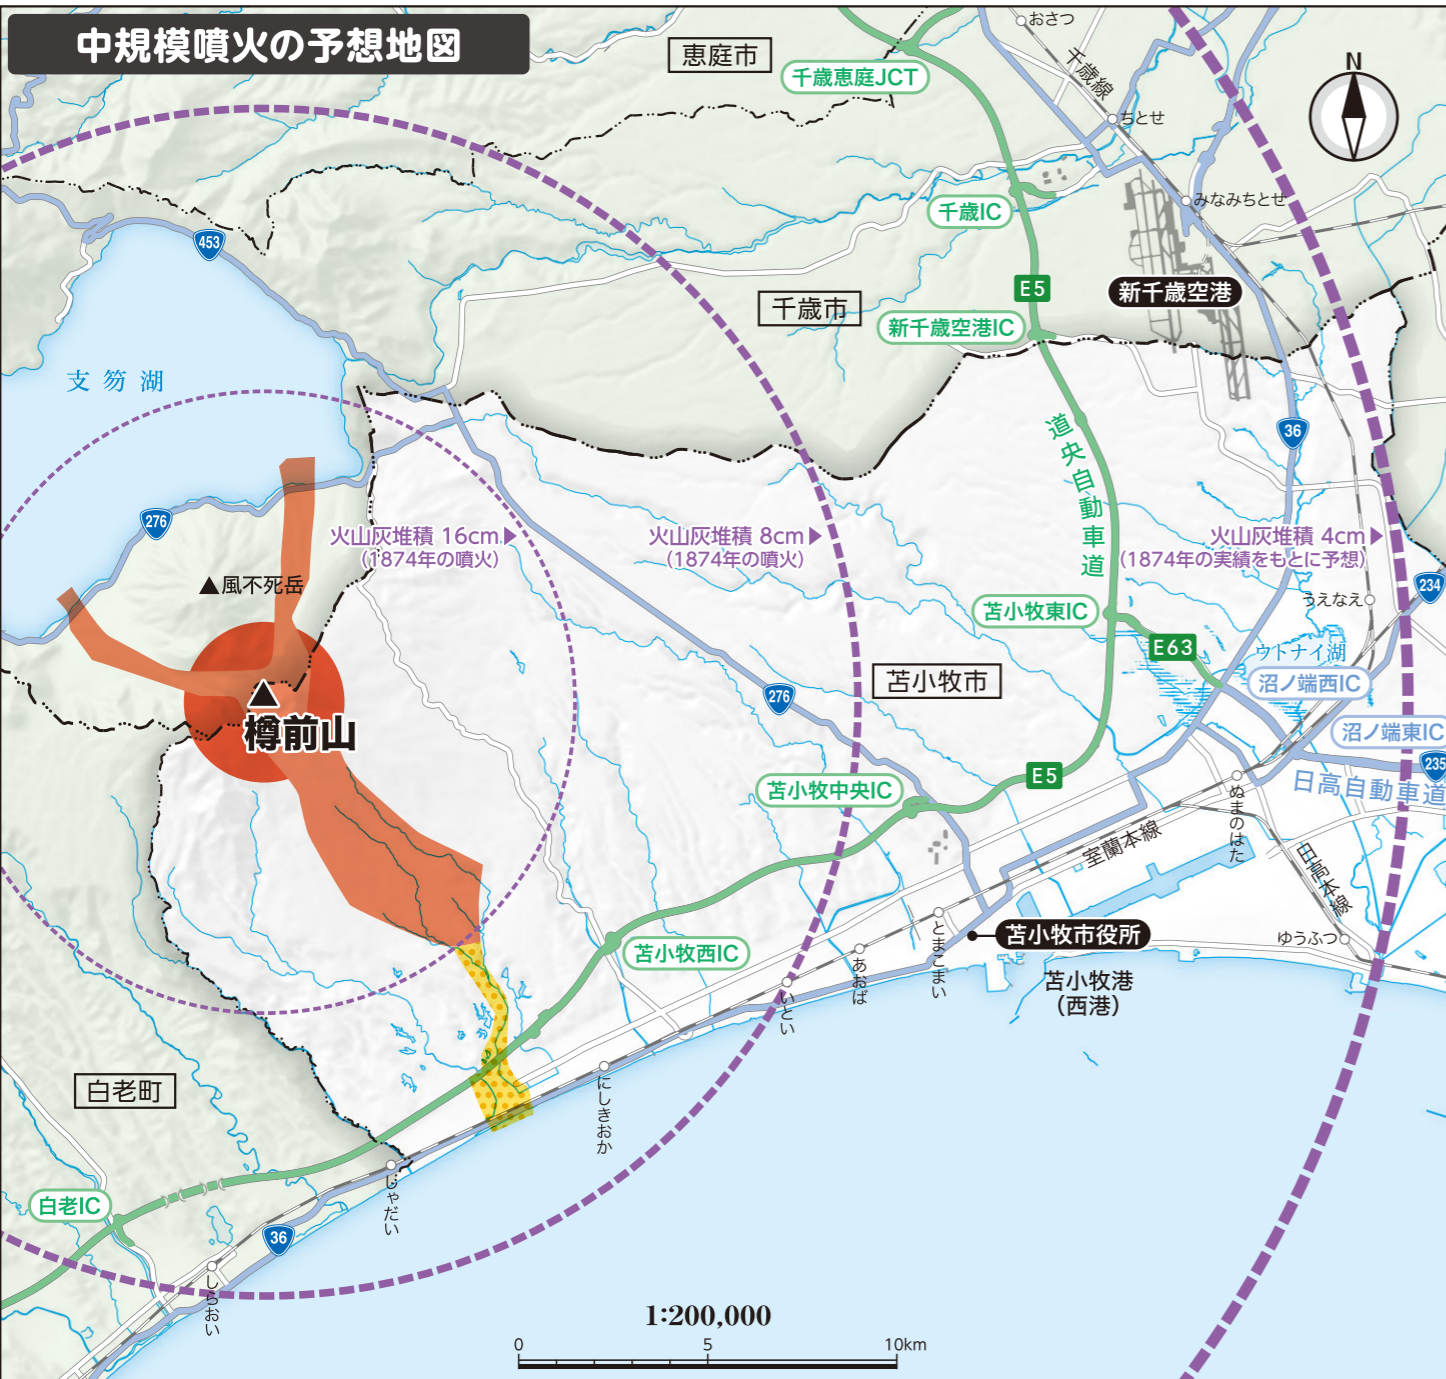 中規模噴火の予想地図
恵庭市
おさつ
千歳線
N
千歳恵庭JCT
ちとせ
千歳IC
みなみちとせ
453
E5
新千歳空港
千歳市
新千歳空港IC
支笏湖
道央自動車道
36
276
火山灰堆積 16cm
(1874年の噴火)
火山灰堆積 8cm
(1874年の噴火)
火山灰堆積 4cm
(1874年の実績をもとに予想)
風不死岳
234
うえなえ
苫小牧東IC
E63
ウトナイ湖
苫小牧市
沼ノ端西IC
276
樽前山
沼ノ端東IC
235
E5
苫小牧中央IC
日高自動車道
ぬまのはた
室蘭本線
日高本線
苫小牧市役所
ゆうふつ
苫小牧西IC
とまこまい
あおば
いとい
苫小牧港
(西港)
白老町
にしきおか
しゃだい
白老IC
36
しらおい
1:200,000
0 5 10km